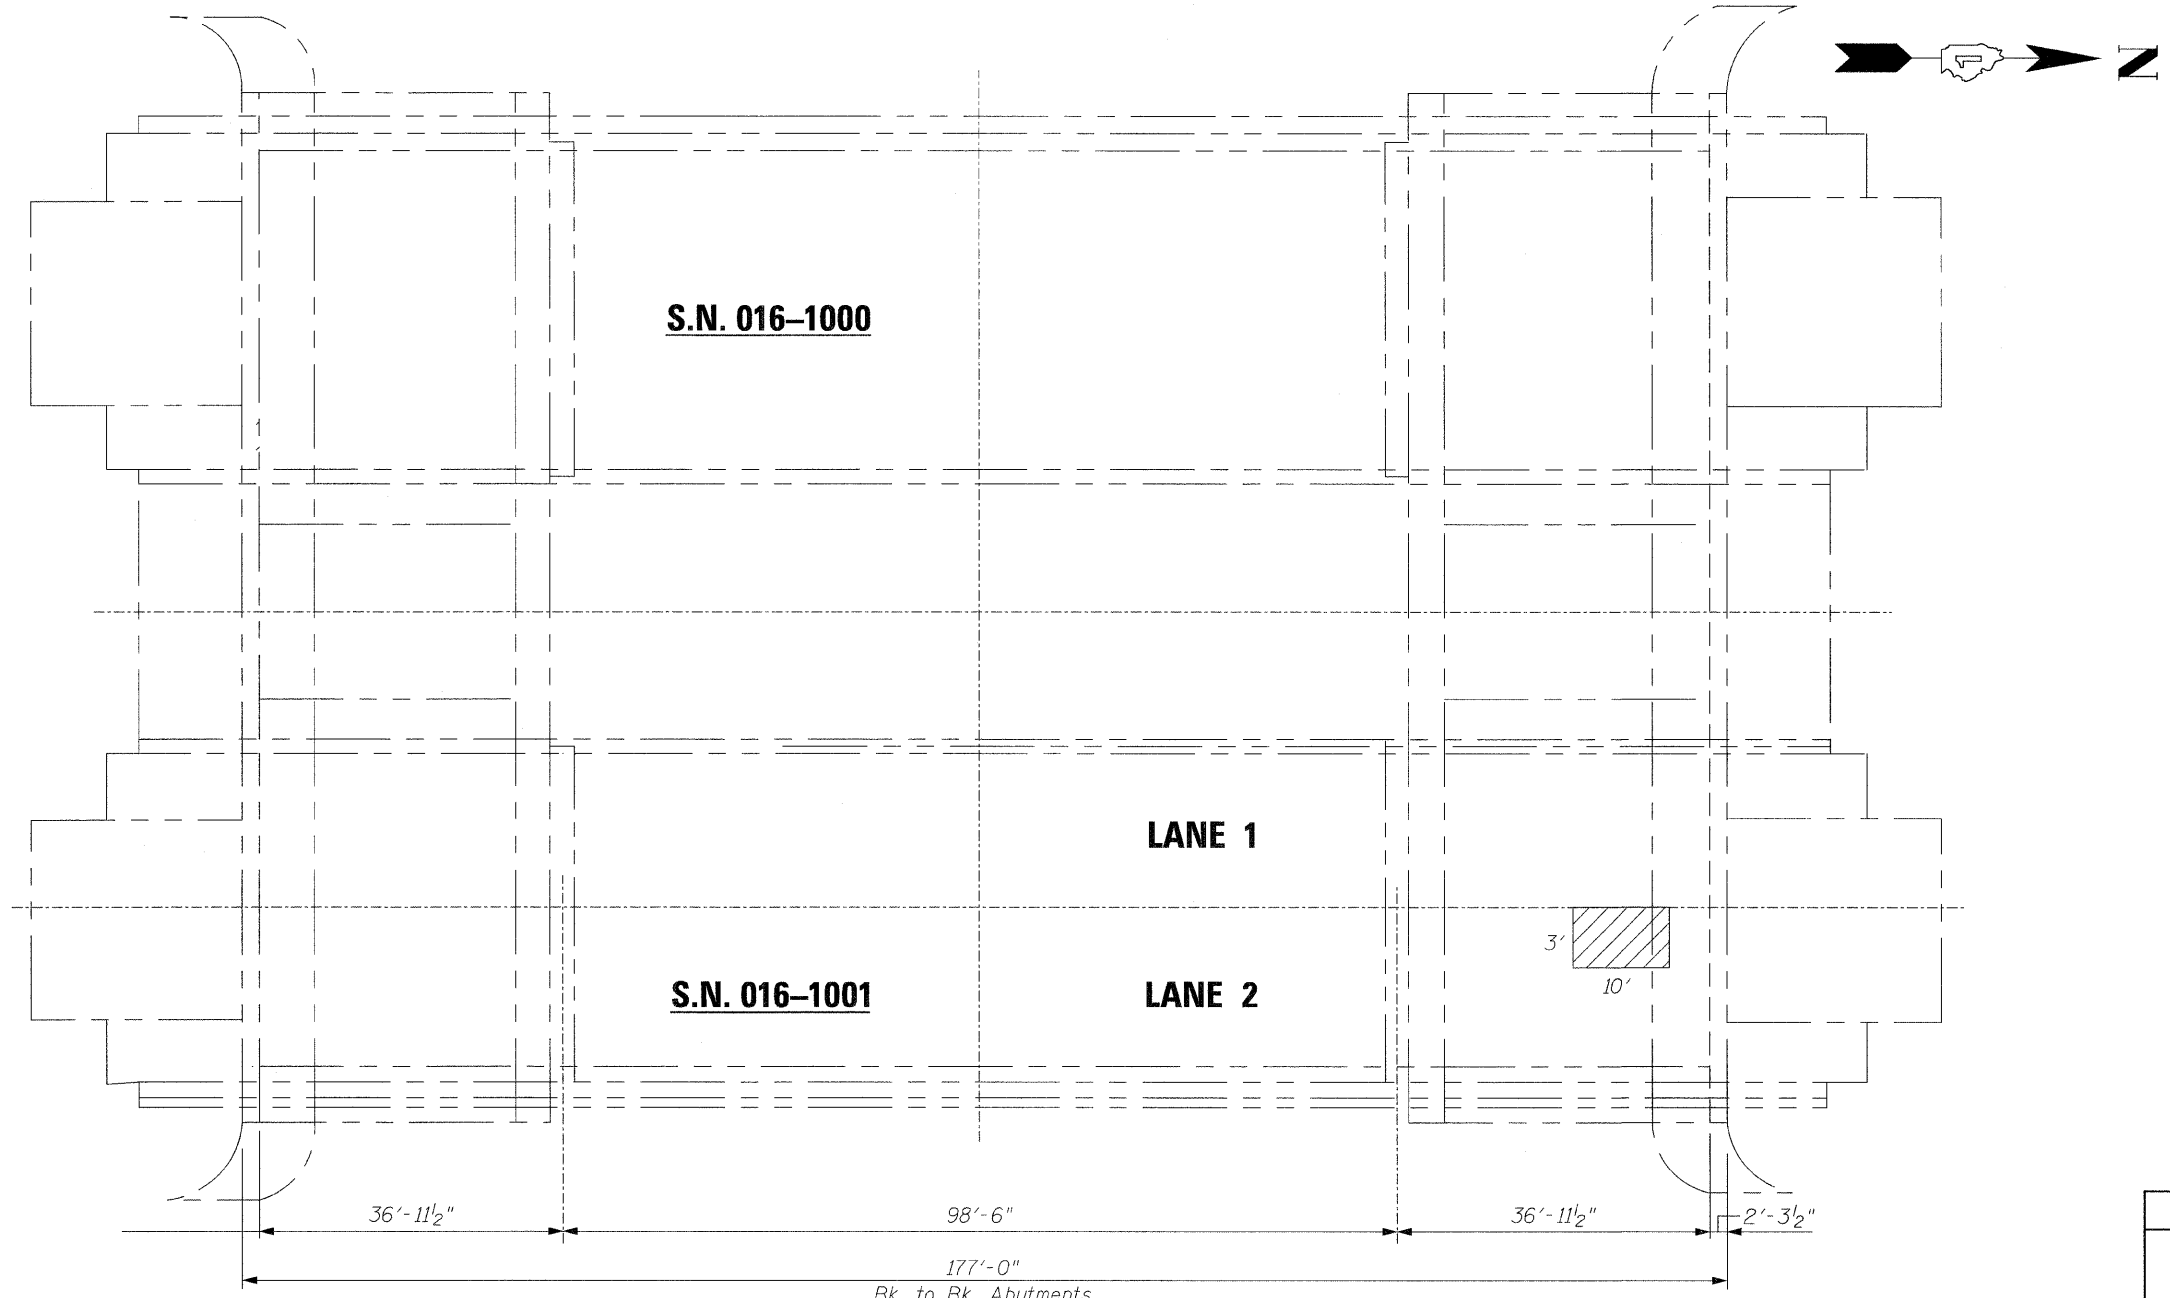 N
S.N. 016–1000
LANE 1
3'
10'
S.N. 016–1001
LANE 2
36'-11½"
98'-6"
36'-11½"
2'-3½"
177'-0"
Bk. to Bk. Abutments